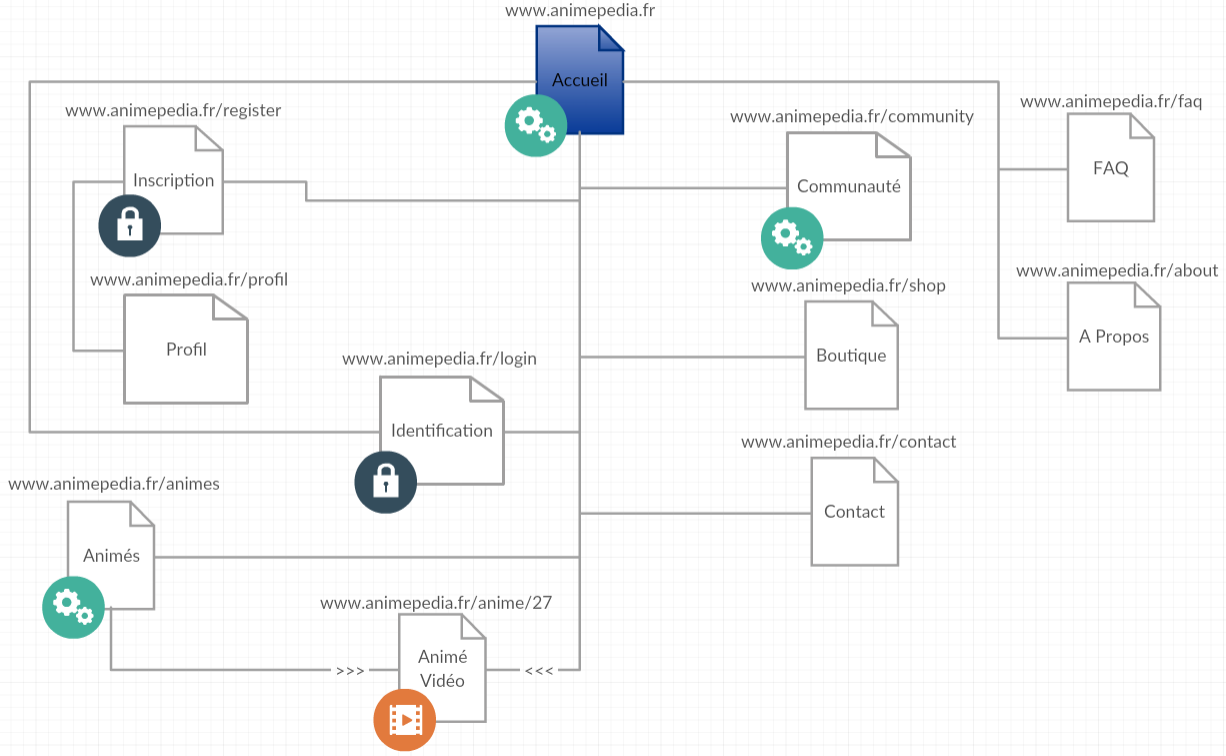 www.animepedia.fr
Accueil
www.animepedia.fr/register
Inscription
www.animepedia.fr/profil
Profil
www.animepedia.fr/login
Identification
www.animepedia.fr/animes
Animés
www.animepedia.fr/anime/27
Animé
Vidéo
>>>
<<<
www.animepedia.fr/community
Communauté
www.animepedia.fr/shop
Boutique
www.animepedia.fr/contact
Contact
www.animepedia.fr/faq
FAQ
www.animepedia.fr/about
A Propos